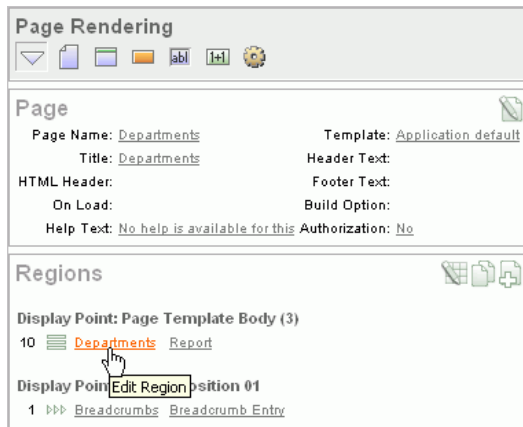 Page Rendering
abl 1+1
Page
Page Name: Departments Template: Application default
Title: Departments Header Text:
HTML Header: Footer Text:
On Load: Build Option:
Help Text: No help is available for this Authorization: No
Regions
Display Point: Page Template Body (3)
10 Departments Report
Edit Region
Display Poin osition 01
1 Breadcrumbs Breadcrumb Entry